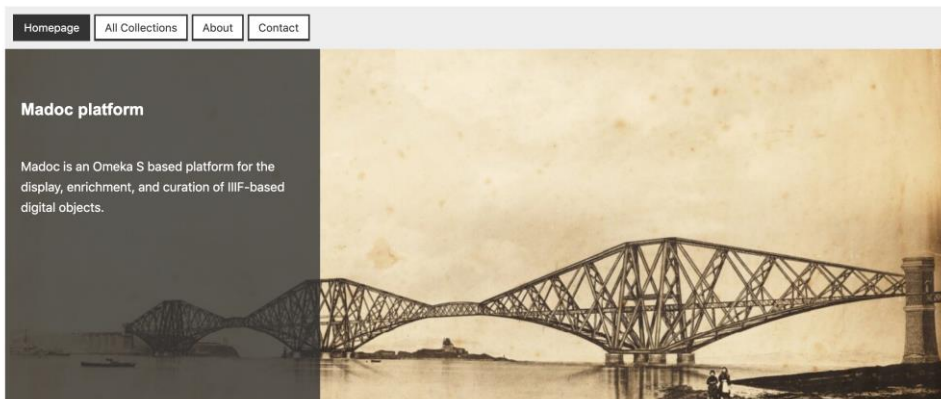 Homepage
All Collections
About
Contact
Madoc platform
Madoc is an Omeka S based platform for the
display, enrichment, and curation of IIIF-based
digital objects.